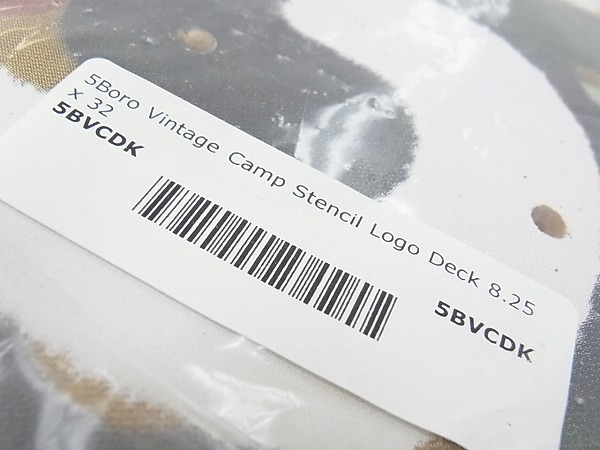 5Boro Vintage Camp Stencil Logo Deck 8.25
x 32
5BVCDK
5BVCDK